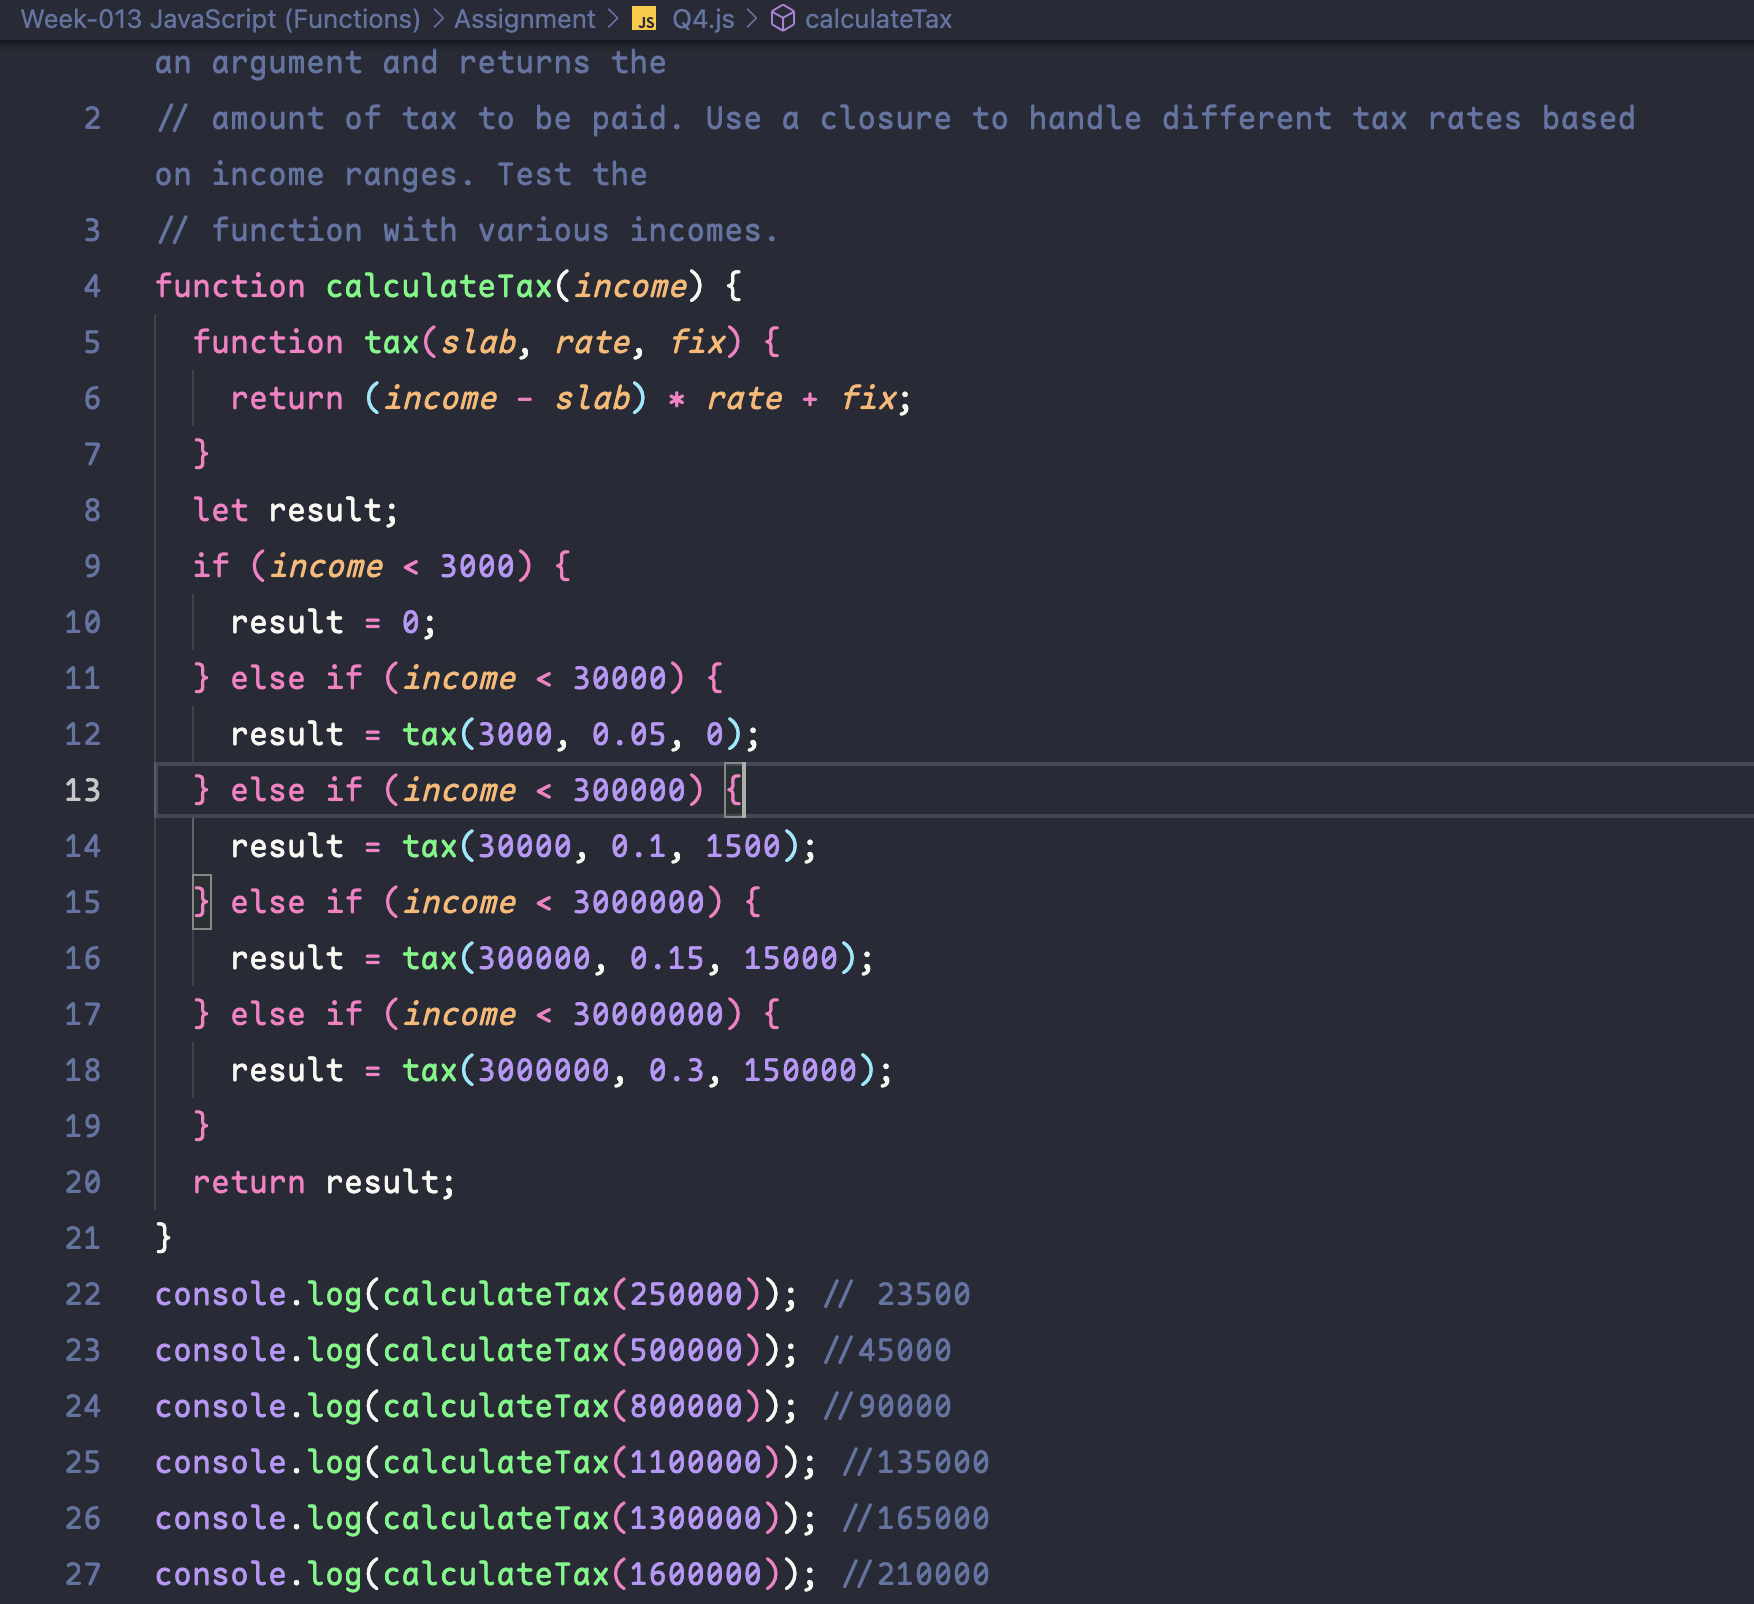 Week-013 JavaScript (Functions) > Assignment > JS Q4.js > calculateTax
an argument and returns the
2 // amount of tax to be paid. Use a closure to handle different tax rates based
on income ranges. Test the
3 // function with various incomes.
4 function calculateTax(income) {
5 function tax(slab, rate, fix) {
6 return (income - slab) * rate + fix;
7 }
8 let result;
9 if (income < 3000) {
10 result = 0;
11 } else if (income < 30000) {
12 result = tax(3000, 0.05, 0);
13 } else if (income < 300000) {
14 result = tax(30000, 0.1, 1500);
15 } else if (income < 3000000) {
16 result = tax(300000, 0.15, 15000);
17 } else if (income < 30000000) {
18 result = tax(3000000, 0.3, 150000);
19 }
20 return result;
21 }
22 console.log(calculateTax(250000)); // 23500
23 console.log(calculateTax(500000)); //45000
24 console.log(calculateTax(800000)); //90000
25 console.log(calculateTax(1100000)); //135000
26 console.log(calculateTax(1300000)); //165000
27 console.log(calculateTax(1600000)); //210000